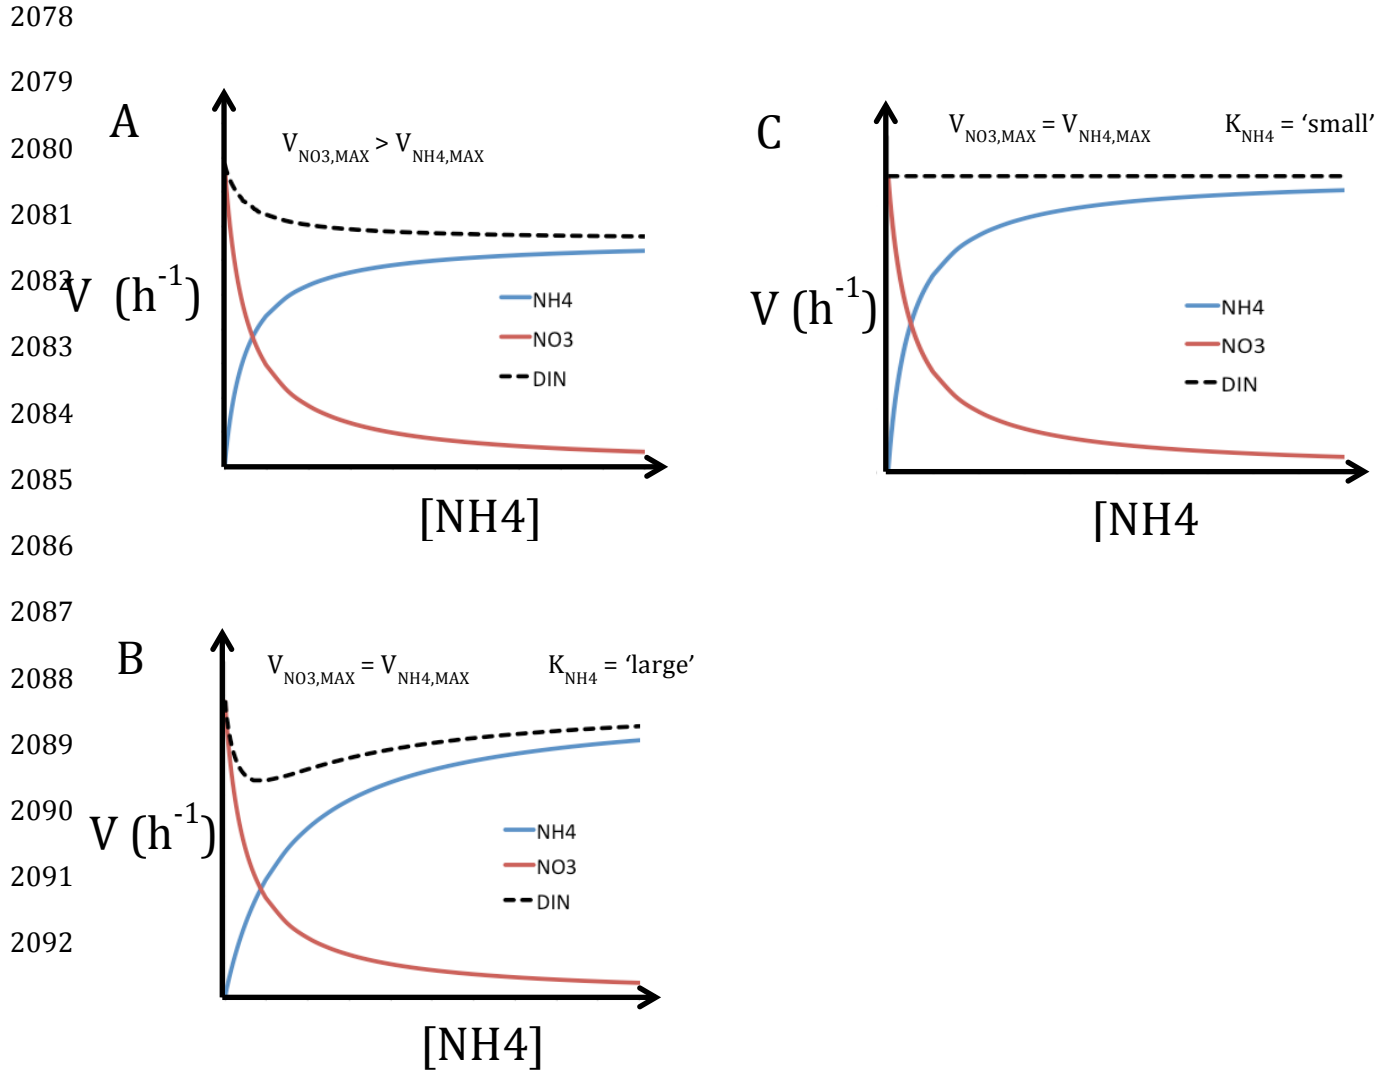 2078
2079
2080
2081
2082
2083
2084
2085
2086
2087
2088
2089
2090
2091
2092
A
V_NO3,MAX > V_NH4,MAX
V (h^-1)
NH4
NO3
DIN
[NH4]
C
V_NO3,MAX = V_NH4,MAX K_NH4 = ‘small’
V (h^-1)
NH4
NO3
DIN
[NH4
B
V_NO3,MAX = V_NH4,MAX K_NH4 = ‘large’
V (h^-1)
NH4
NO3
DIN
[NH4]